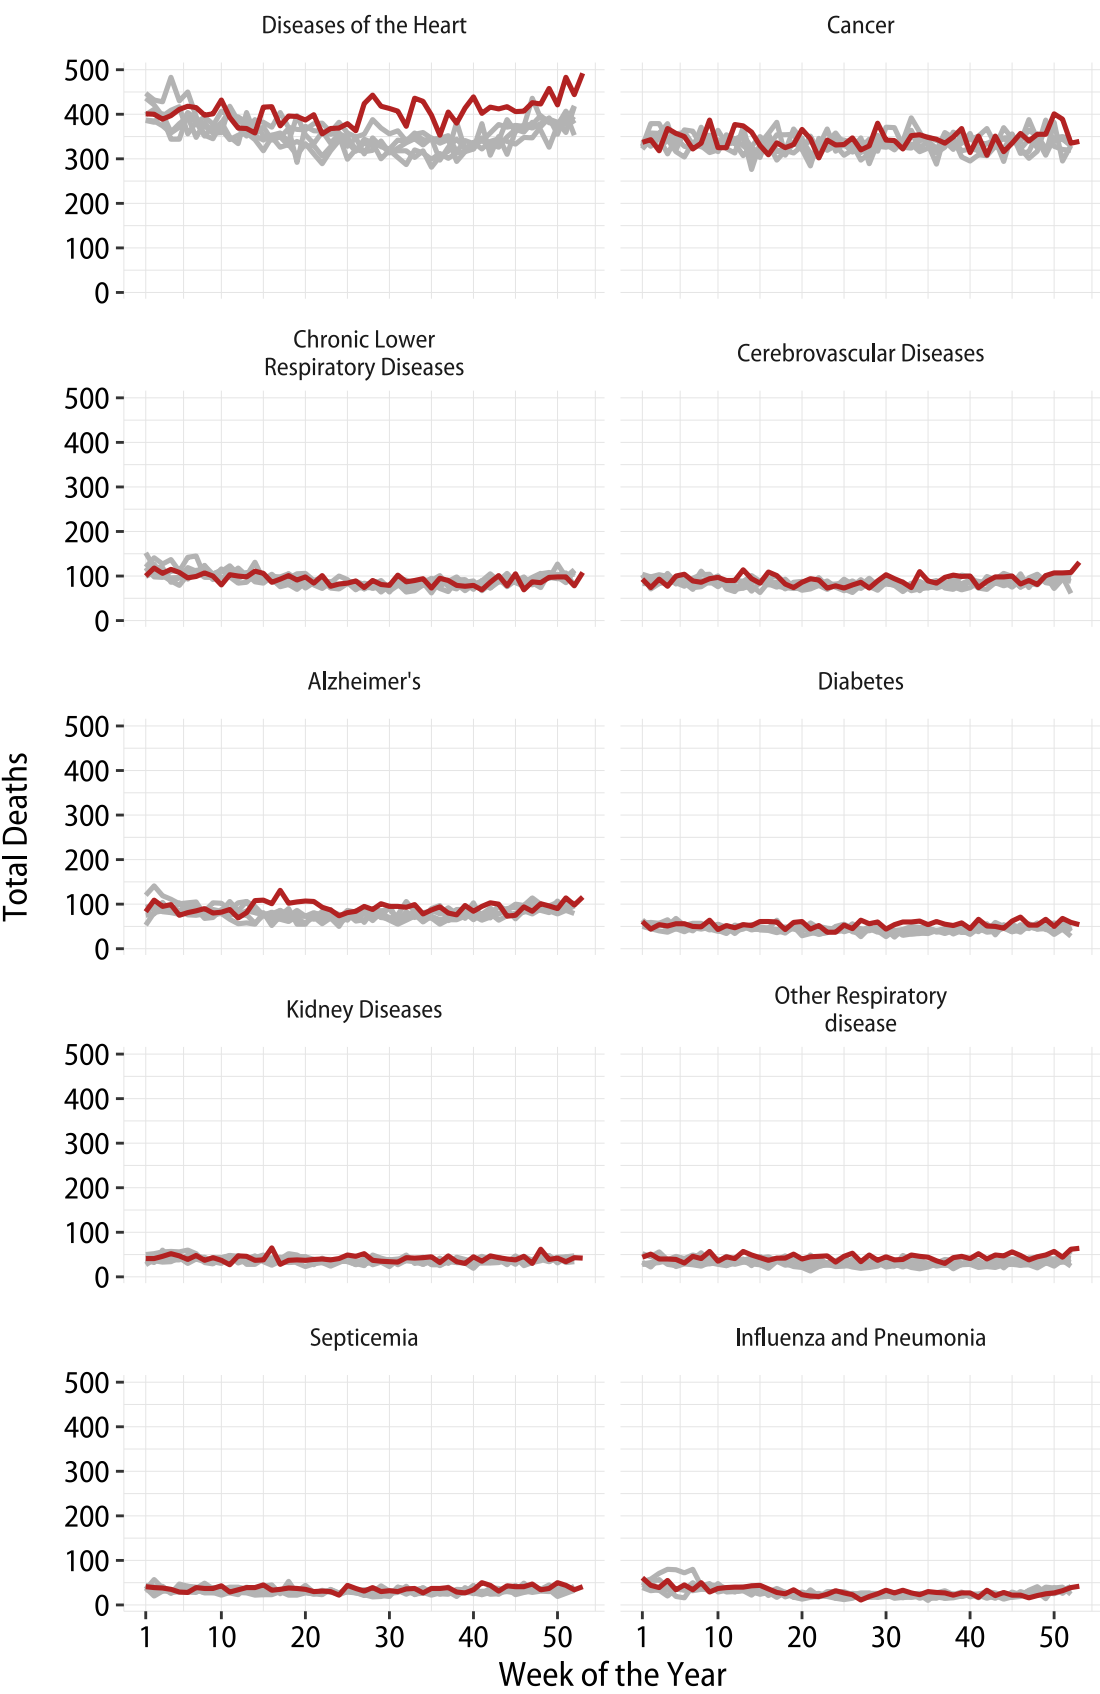 Diseases of the Heart
Cancer
500
400
300
200
100
0
Chronic Lower
Respiratory Diseases
Cerebrovascular Diseases
500
400
300
200
100
0
Alzheimer's
Diabetes
500
400
300
200
100
0
Total Deaths
Kidney Diseases
Other Respiratory
disease
500
400
300
200
100
0
Septicemia
Influenza and Pneumonia
500
400
300
200
100
0
1 10 20 30 40 50
1 10 20 30 40 50
Week of the Year